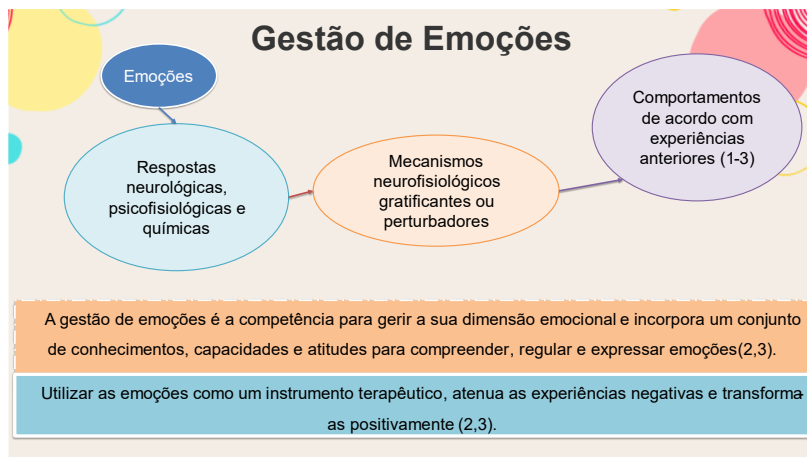 Gestão de Emoções
Emoções
Respostas
neurológicas,
psicofisiológicas e
químicas
Mecanismos
neurofisiológicos
gratificantes ou
perturbadores
Comportamentos
de acordo com
experiências
anteriores (1-3)
A gestão de emoções é a competência para gerir a sua dimensão emocional e incorpora um conjunto
de conhecimentos, capacidades e atitudes para compreender, regular e expressar emoções(2,3).
Utilizar as emoções como um instrumento terapêutico, atenua as experiências negativas e transforma-
as positivamente (2,3).